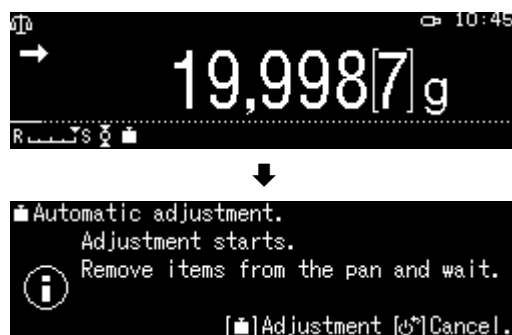 10:45
19,998[7]g
R S
Automatic adjustment.
Adjustment starts.
Remove items from the pan and wait.
[]Adjustment []Cancel.